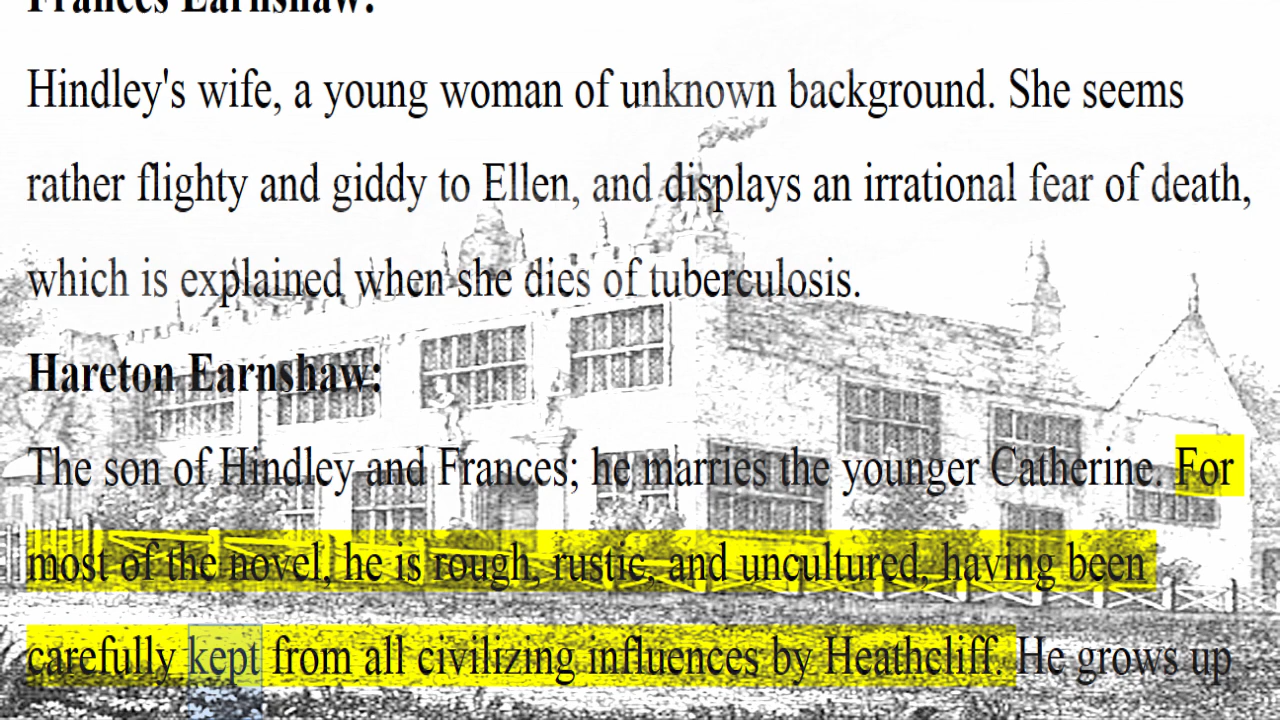 Frances Earnshaw:
Hindley's wife, a young woman of unknown background. She seems
rather flighty and giddy to Ellen, and displays an irrational fear of death,
which is explained when she dies of tuberculosis.
Hareton Earnshaw:
The son of Hindley and Frances; he marries the younger Catherine. For
most of the novel, he is rough, rustic, and uncultured, having been
carefully kept from all civilizing influences by Heathcliff. He grows up